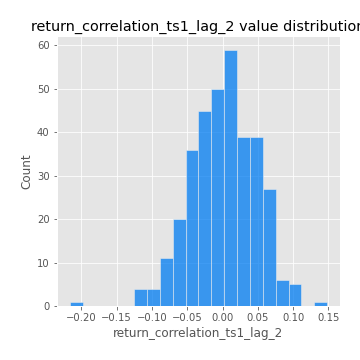 return_correlation_ts1_lag_2 value distribution
60
50
40
30
20
10
0
Count
−0.20 −0.15 −0.10 −0.05 0.00 0.05 0.10 0.15
return_correlation_ts1_lag_2